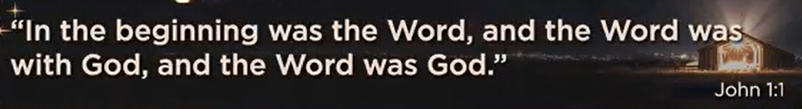 “In the beginning was the Word, and the Word was
with God, and the Word was God.”
John 1:1